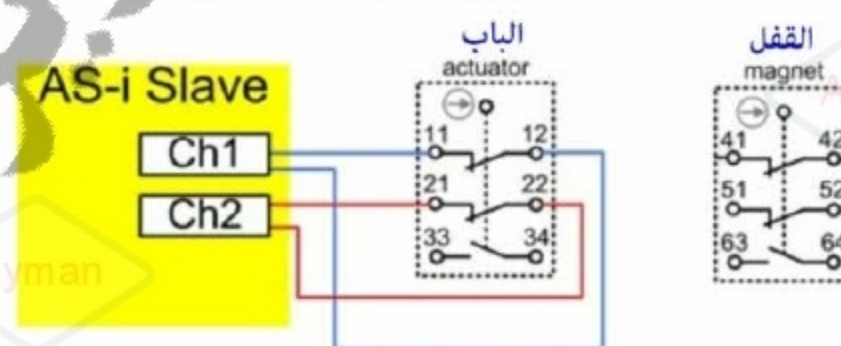 الباب
actuator
القفل
magnet
AS-i Slave
Ch1
Ch2
11 12
21 22
33 34
41 42
51 52
63 64
yman